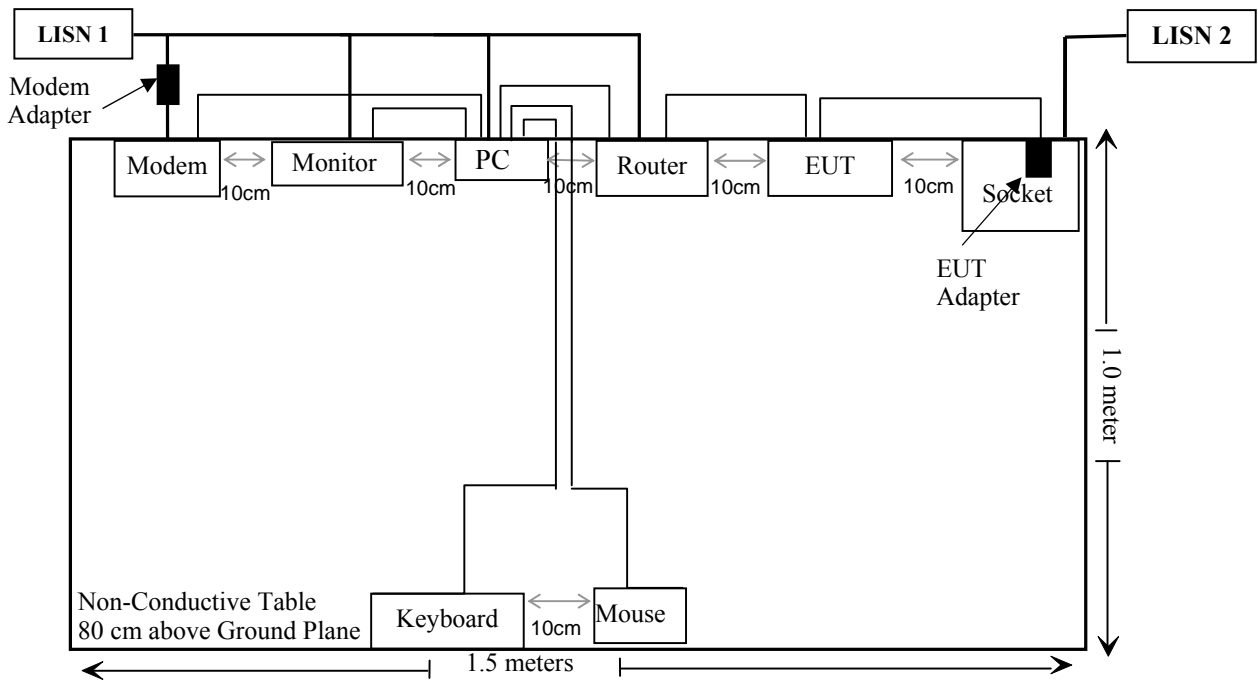 LISN 1
LISN 2
Modem
Adapter
Modem
Monitor
PC
Router
EUT
Socket
10cm
10cm
10cm
10cm
10cm
EUT
Adapter
1.0 meter
Non-Conductive Table
80 cm above Ground Plane
Keyboard
10cm
Mouse
1.5 meters